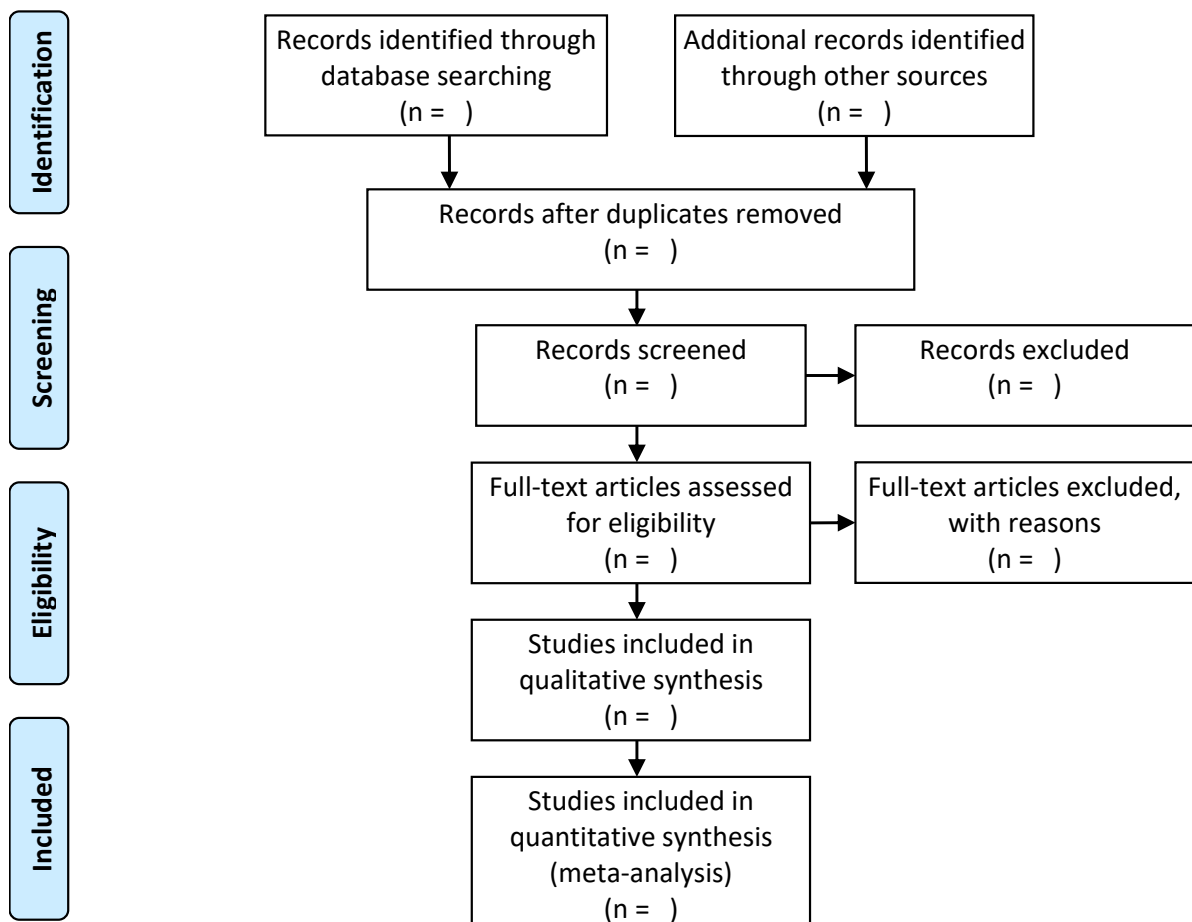 Identification
Records identified through
database searching
(n =   )
Additional records identified
through other sources
(n =   )
Records after duplicates removed
(n =   )
Screening
Records screened
(n =   )
Records excluded
(n =   )
Eligibility
Full-text articles assessed
for eligibility
(n =   )
Full-text articles excluded,
with reasons
(n =   )
Studies included in
qualitative synthesis
(n =   )
Included
Studies included in
quantitative synthesis
(meta-analysis)
(n =   )